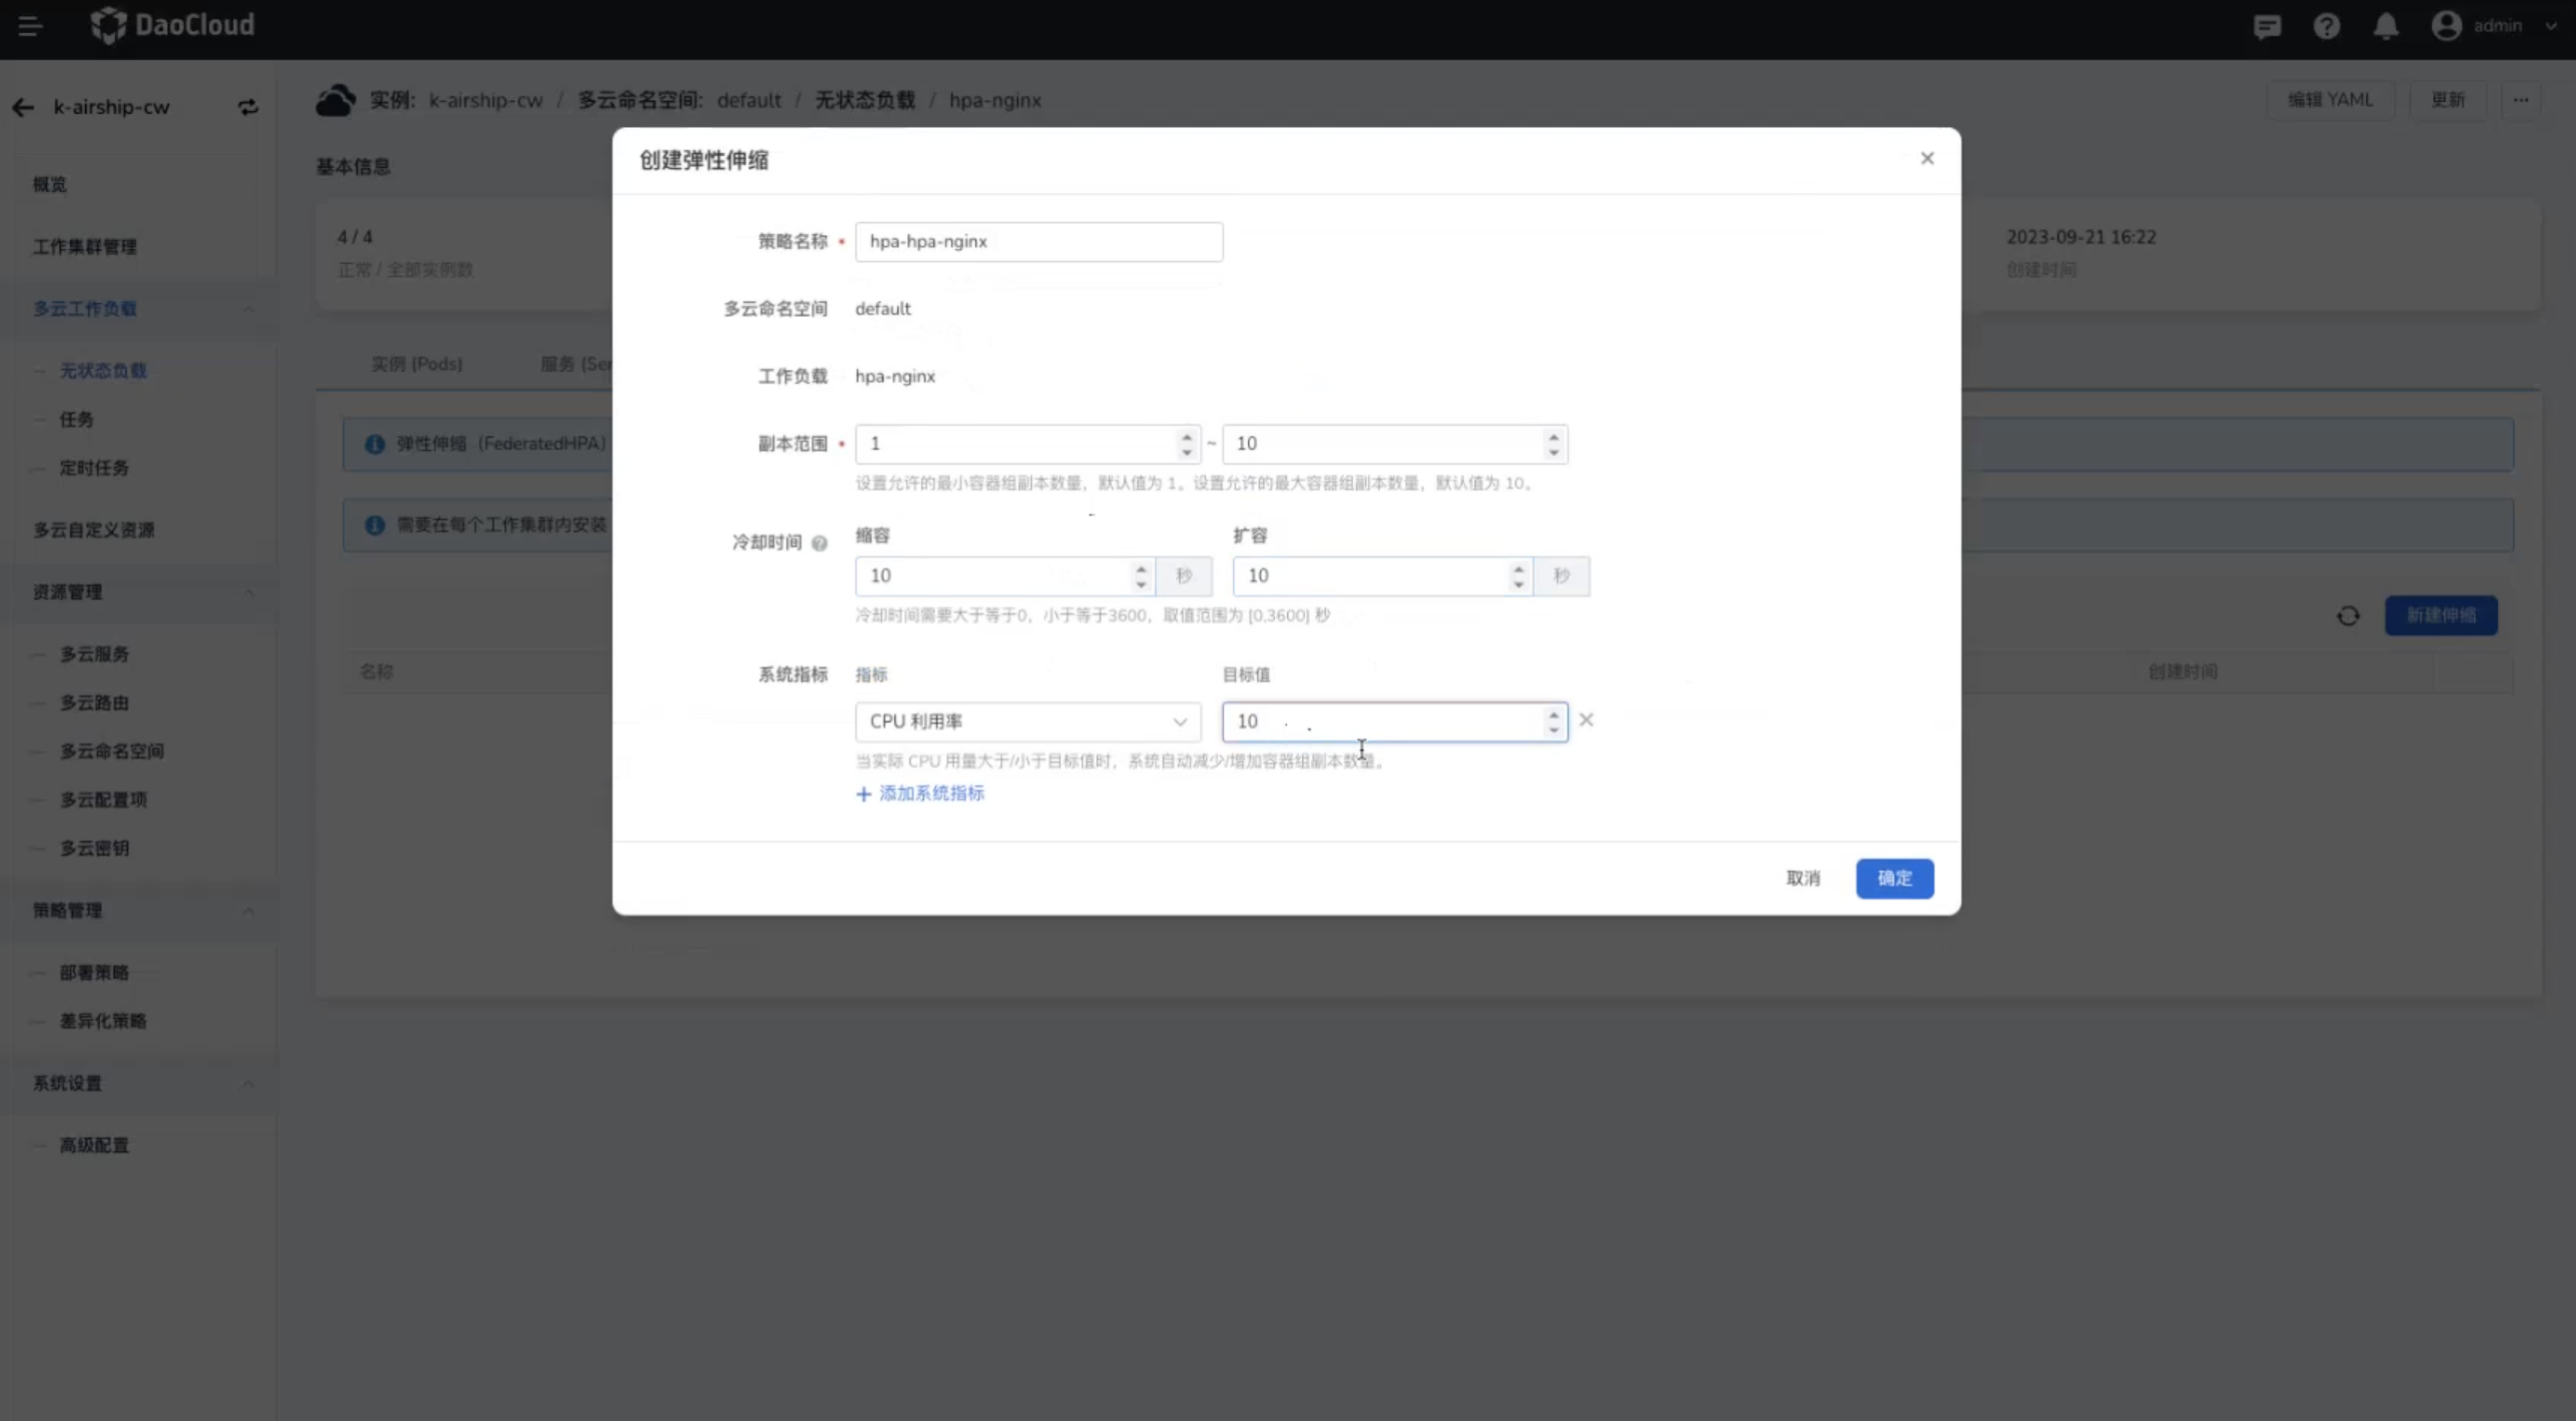 DaoCloud
admin
k-airship-cw
实例: k-airship-cw / 多云命名空间: default / 无状态负载 / hpa-nginx
编辑 YAML
更新
概览
工作集群管理
多云工作负载
无状态负载
任务
定时任务
多云自定义资源
资源管理
多云服务
多云路由
多云命名空间
多云配置项
多云密钥
策略管理
部署策略
差异化策略
系统设置
高级配置
基本信息
4 / 4
正常 / 全部实例数
2023-09-21 16:22
创建时间
实例 (Pods)
服务 (Ser
弹性伸缩（FederatedHPA）
需要在每个工作集群内安装
新建伸缩
名称
创建时间
创建弹性伸缩
策略名称 * hpa-hpa-nginx
多云命名空间 default
工作负载 hpa-nginx
副本范围 * 1 ~ 10
设置允许的最小容器组副本数量，默认值为 1。设置允许的最大容器组副本数量，默认值为 10。
冷却时间
缩容 扩容
10 秒 10 秒
冷却时间需要大于等于0，小于等于3600，取值范围为 [0,3600] 秒
系统指标 指标 目标值
CPU 利用率 10
当实际 CPU 用量大于/小于目标值时，系统自动减少/增加容器组副本数量。
+ 添加系统指标
取消 确定